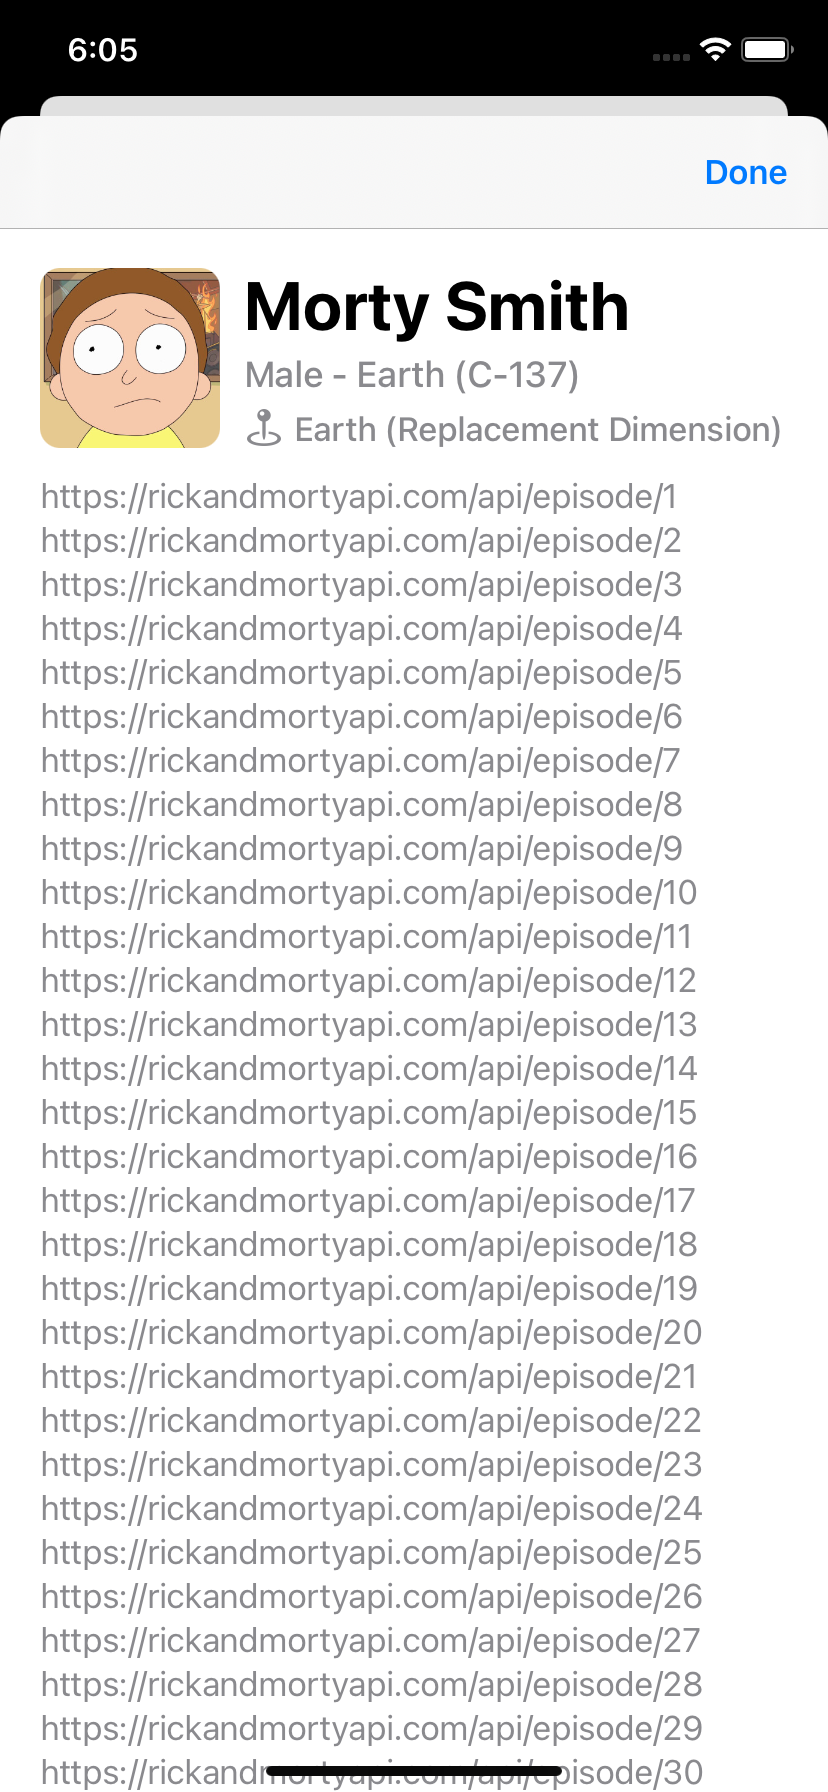 6:05
Done
Morty Smith
Male - Earth (C-137)
Earth (Replacement Dimension)
https://rickandmortyapi.com/api/episode/1
https://rickandmortyapi.com/api/episode/2
https://rickandmortyapi.com/api/episode/3
https://rickandmortyapi.com/api/episode/4
https://rickandmortyapi.com/api/episode/5
https://rickandmortyapi.com/api/episode/6
https://rickandmortyapi.com/api/episode/7
https://rickandmortyapi.com/api/episode/8
https://rickandmortyapi.com/api/episode/9
https://rickandmortyapi.com/api/episode/10
https://rickandmortyapi.com/api/episode/11
https://rickandmortyapi.com/api/episode/12
https://rickandmortyapi.com/api/episode/13
https://rickandmortyapi.com/api/episode/14
https://rickandmortyapi.com/api/episode/15
https://rickandmortyapi.com/api/episode/16
https://rickandmortyapi.com/api/episode/17
https://rickandmortyapi.com/api/episode/18
https://rickandmortyapi.com/api/episode/19
https://rickandmortyapi.com/api/episode/20
https://rickandmortyapi.com/api/episode/21
https://rickandmortyapi.com/api/episode/22
https://rickandmortyapi.com/api/episode/23
https://rickandmortyapi.com/api/episode/24
https://rickandmortyapi.com/api/episode/25
https://rickandmortyapi.com/api/episode/26
https://rickandmortyapi.com/api/episode/27
https://rickandmortyapi.com/api/episode/28
https://rickandmortyapi.com/api/episode/29
https://rickandmortyapi.com/api/episode/30